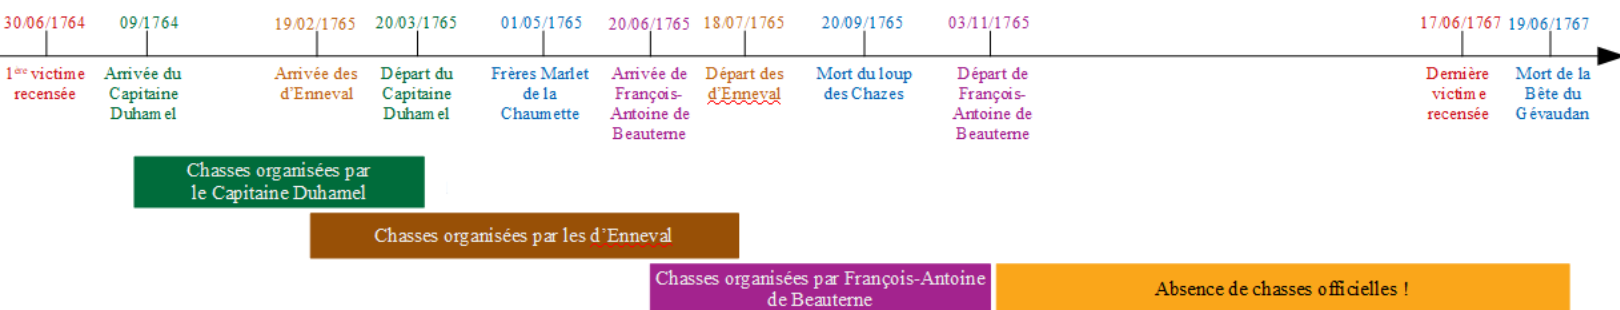 30/06/1764 09/1764 19/02/1765 20/03/1765 01/05/1765 20/06/1765 18/07/1765 20/09/1765 03/11/1765 17/06/1767 19/06/1767
1ère victime
recensée
Arrivée du
Capitaine
Duhamel
Arrivée des
d'Enneval
Départ du
Capitaine
Duhamel
Frères Marlet
de la
Chaumette
Arrivée de
François-
Antoine de
Beauterne
Départ des
d'Enneval
Mort du loup
des Chazes
Départ de
François-
Antoine de
Beauterne
Dernière
victime
recensée
Mort de la
Bête du
Gévaudan
Chasses organisées par
le Capitaine Duhamel
Chasses organisées par les d'Enneval
Chasses organisées par François-Antoine
de Beauterne
Absence de chasses officielles !